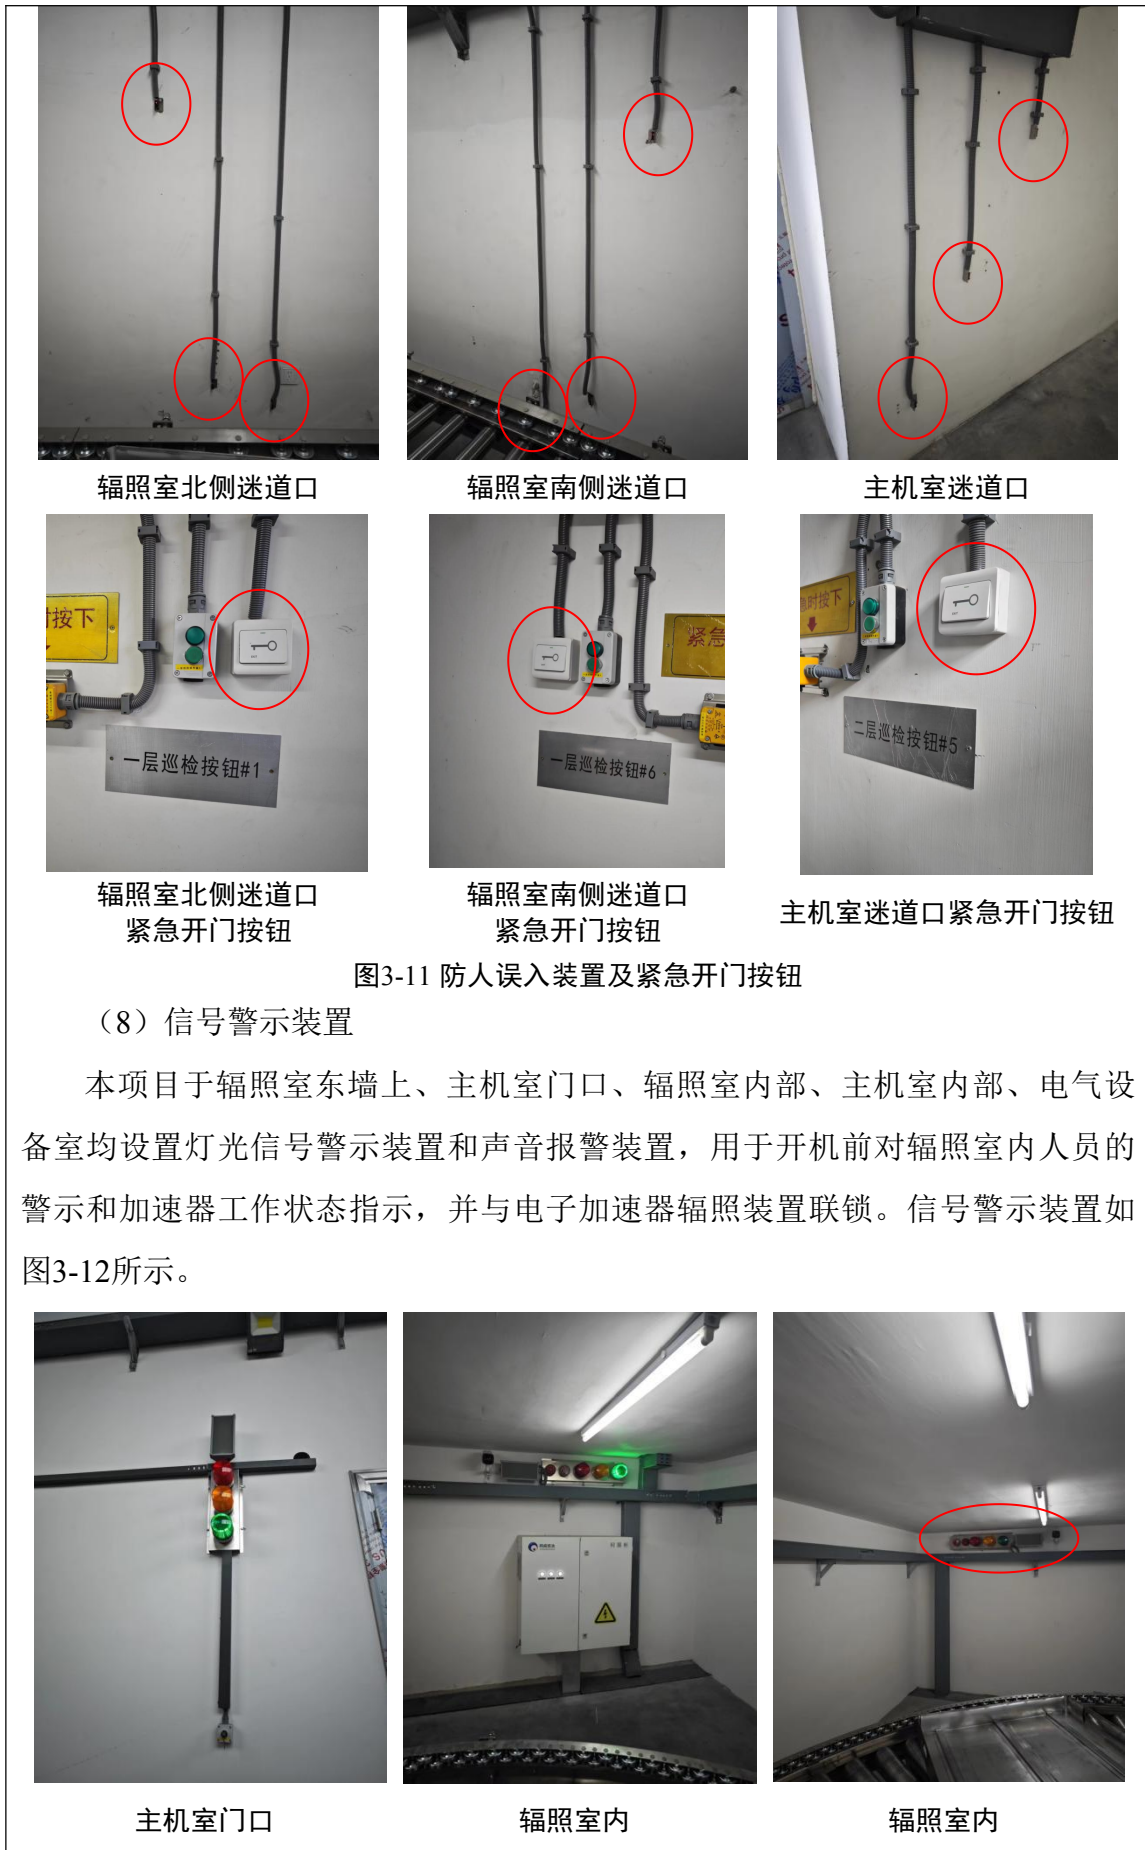 辐照室北侧迷道口
辐照室南侧迷道口
主机室迷道口
时按下
一层巡检按钮#1
紧急
一层巡检按钮#6
急时按下
二层巡检按钮#5
辐照室北侧迷道口
紧急开门按钮
辐照室南侧迷道口
紧急开门按钮
主机室迷道口紧急开门按钮
图3-11 防人误入装置及紧急开门按钮
（8）信号警示装置
本项目于辐照室东墙上、主机室门口、辐照室内部、主机室内部、电气设
备室均设置灯光信号警示装置和声音报警装置，用于开机前对辐照室内人员的
警示和加速器工作状态指示，并与电子加速器辐照装置联锁。信号警示装置如
图3-12所示。
主机室门口
辐照室内
辐照室内